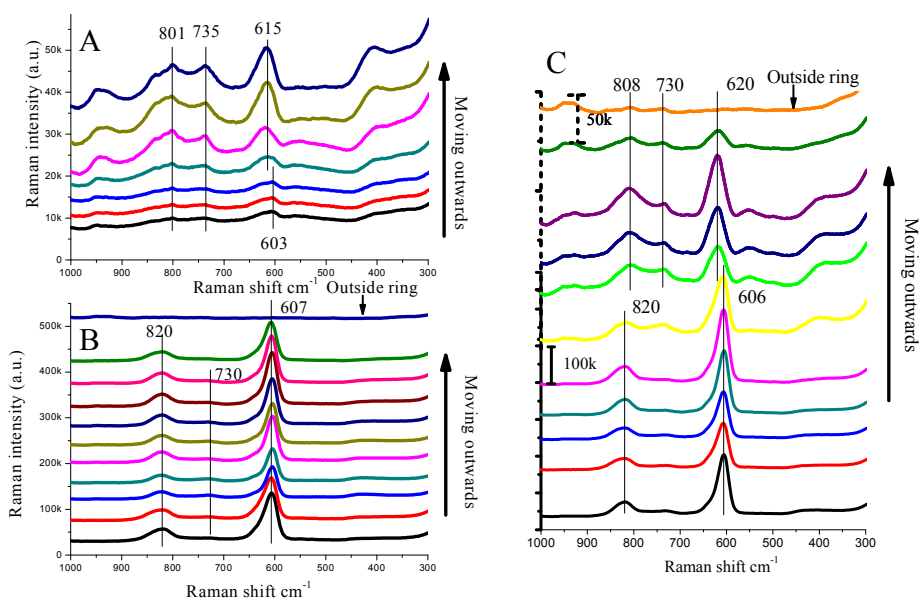 A
801 735 615
50k
40k
30k
20k
10k
0
Raman intensity (a.u.)
603
1000 900 800 700 600 500 400 300
Raman shift cm-1
Moving outwards
Outside ring
B
820 730 607
500k
400k
300k
200k
100k
0
Raman intensity (a.u.)
1000 900 800 700 600 500 400 300
Raman shift cm-1
Moving outwards
C
808 730 620
Outside ring
50k
820 606
100k
1000 900 800 700 600 500 400 300
Raman shift cm-1
Moving outwards